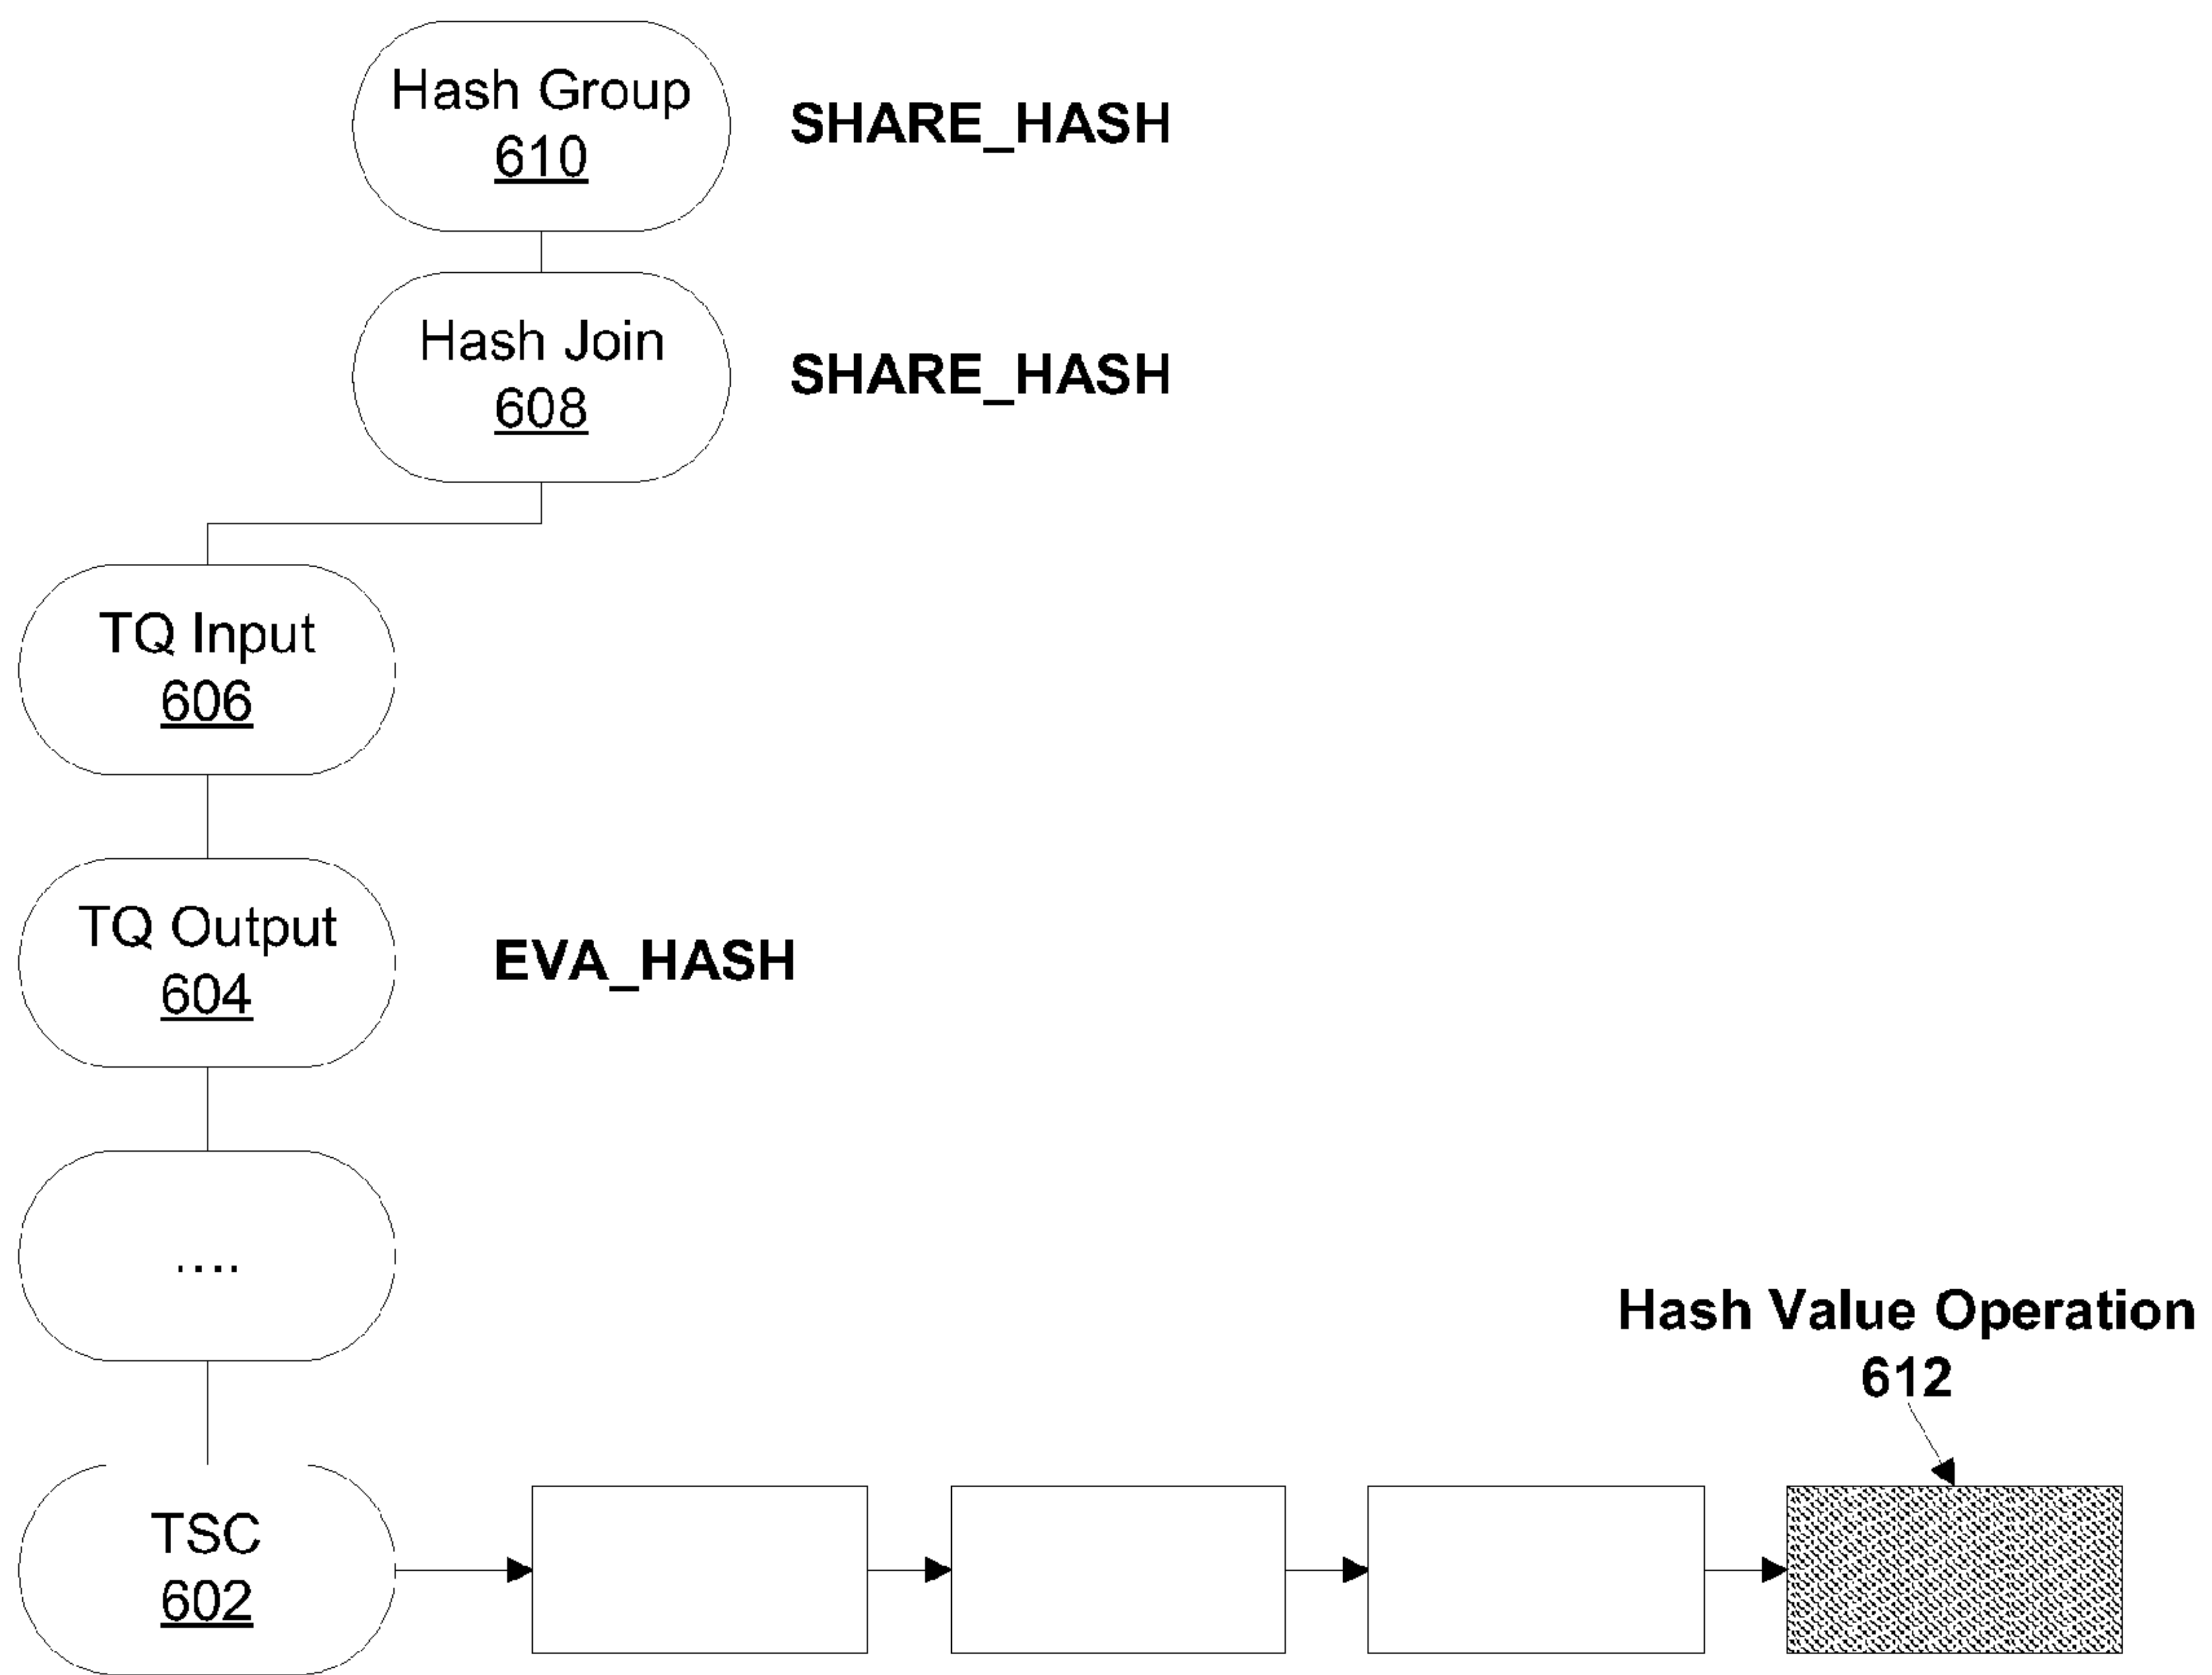 Hash Group
610
SHARE_HASH
Hash Join
608
SHARE_HASH
TQ Input
606
TQ Output
604
EVA_HASH
....
Hash Value Operation
612
TSC
602